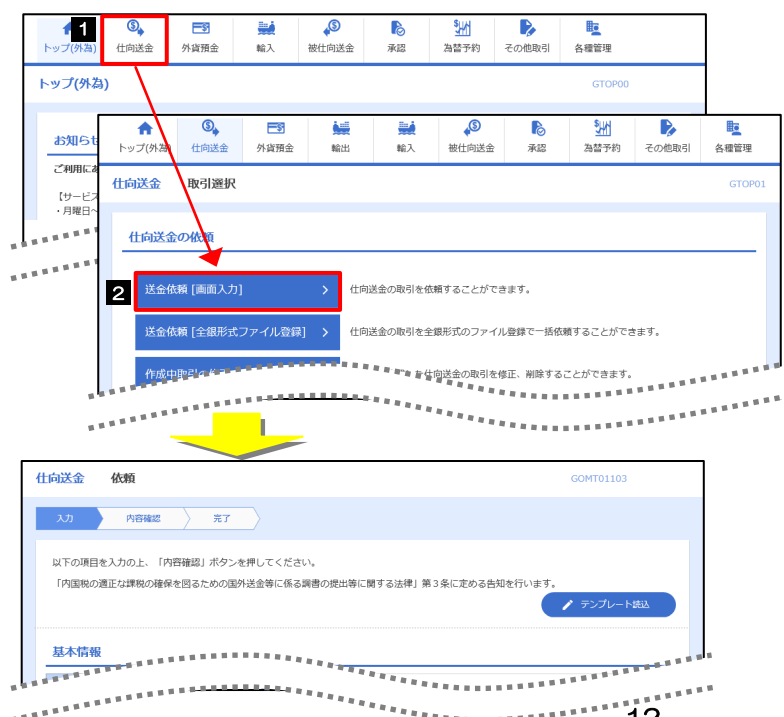 1
トップ(外為) 仕向送金 外貨預金 輸入 被仕向送金 承認 為替予約 その他取引 各種管理
トップ(外為) GTOP00
お知らせ
ご利用にあ
【サービス
・月曜日～
トップ(外為) 仕向送金 外貨預金 輸出 輸入 被仕向送金 承認 為替予約 その他取引 各種管理
仕向送金 取引選択 GTOP01
仕向送金の依頼
2
送金依頼 [画面入力] 仕向送金の取引を依頼することができます。
送金依頼 [全銀形式ファイル登録] 仕向送金の取引を全銀形式のファイル登録で一括依頼することができます。
作成中取引 仕向送金の取引を修正、削除することができます。
仕向送金 依頼 GOMT01103
入力 内容確認 完了
以下の項目を入力の上、「内容確認」ボタンを押してください。
「内国税の適正な課税の確保を図るための国外送金等に係る調書の提出等に関する法律」第３条に定める告知を行います。
テンプレート読込
基本情報